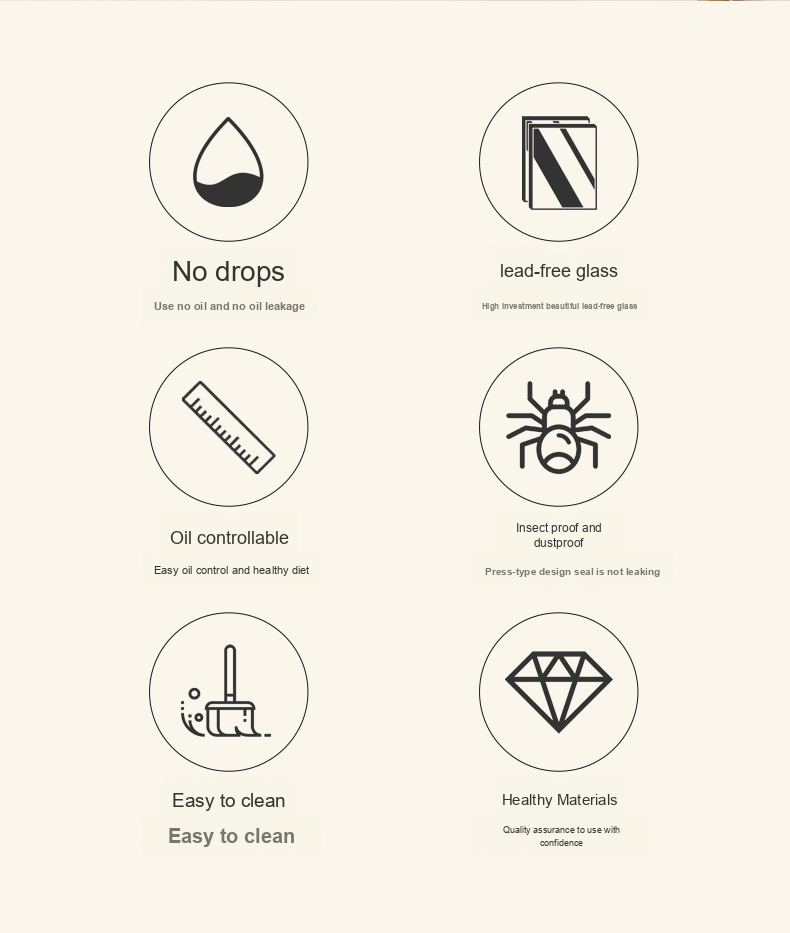 No drops
Use no oil and no oil leakage
lead-free glass
High investment beautiful lead-free glass
Oil controllable
Easy oil control and healthy diet
Insect proof and
dustproof
Press-type design seal is not leaking
Easy to clean
Easy to clean
Healthy Materials
Quality assurance to use with
confidence